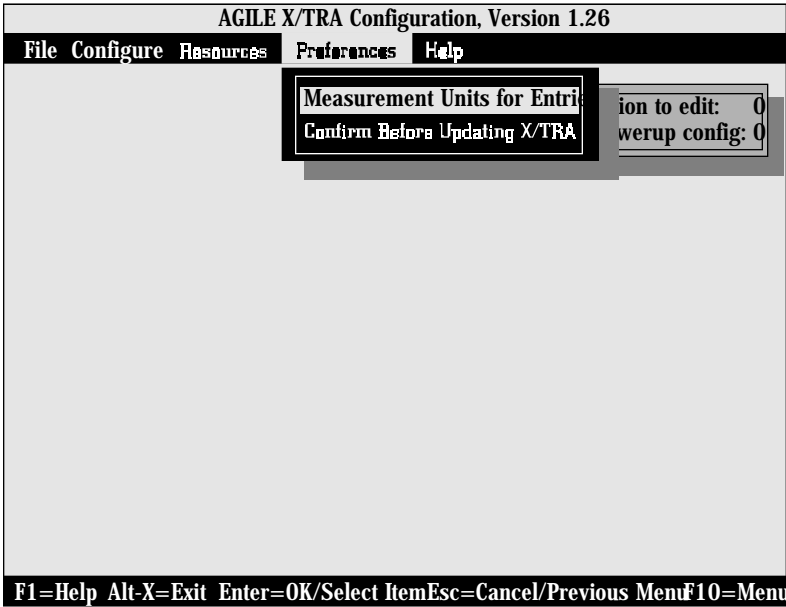 AGILE X/TRA Configuration, Version 1.26
File Configure Resources Preferences Help
Measurement Units for Entrie
Confirm Before Updating X/TRA
ion to edit: 0
werup config: 0
F1=Help Alt-X=Exit Enter=OK/Select ItemEsc=Cancel/Previous MenuF10=Menu